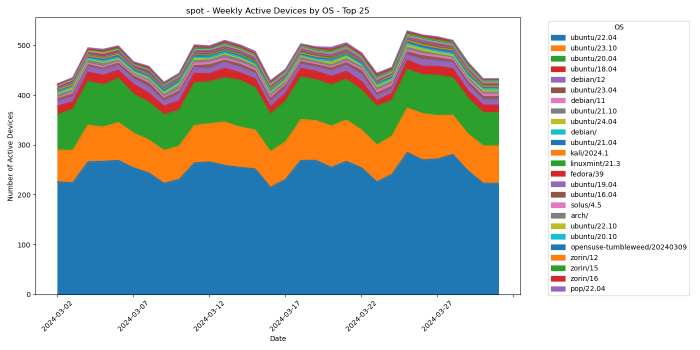 spot - Weekly Active Devices by OS - Top 25
Number of Active Devices
500
400
300
200
100
0
2024-03-02
2024-03-07
2024-03-12
2024-03-17
2024-03-22
2024-03-27
Date
OS
ubuntu/22.04
ubuntu/23.10
ubuntu/20.04
ubuntu/18.04
debian/12
ubuntu/23.04
debian/11
ubuntu/21.10
ubuntu/24.04
debian/
ubuntu/21.04
kali/2024.1
linuxmint/21.3
fedora/39
ubuntu/19.04
ubuntu/16.04
solus/4.5
arch/
ubuntu/22.10
ubuntu/20.10
opensuse-tumbleweed/20240309
zorin/12
zorin/15
zorin/16
pop/22.04